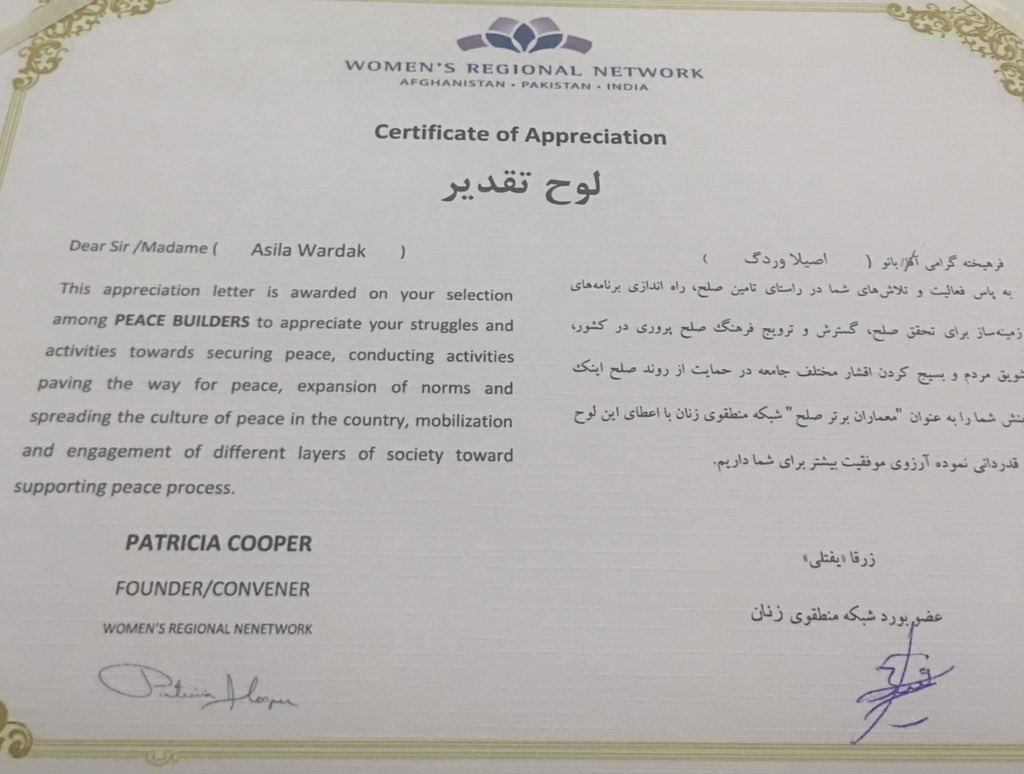 WOMEN'S REGIONAL NETWORK
AFGHANISTAN • PAKISTAN • INDIA
Certificate of Appreciation
لوح تقدیر
Dear Sir /Madame ( Asila Wardak )
This appreciation letter is awarded on your selection
among PEACE BUILDERS to appreciate your struggles and
activities towards securing peace, conducting activities
paving the way for peace, expansion of norms and
spreading the culture of peace in the country, mobilization
and engagement of different layers of society toward
supporting peace process.
PATRICIA COOPER
FOUNDER/CONVENER
WOMEN'S REGIONAL NENETWORK
Patricia Cooper
فرهیخته گرامی آقا/ بانو ( اصیلا وردگ )
به پاس فعالیت و تلاش‌های شما در راستای تامین صلح، راه اندازی برنامه‌های
زمینه‌ساز برای تحقق صلح، گسترش و ترویج فرهنگ صلح پروری در کشور،
شویق مردم و بسیج کردن اقشار مختلف جامعه در حمایت از روند صلح اینک
شما را به عنوان "معماران برتر صلح" شبکه منطقوی زنان با اعطای این لوح
قدردانی نموده آرزوی موفقیت بیشتر برای شما داریم.
زرقا «یفتلی»
عضو بورد شبکه منطقوی زنان